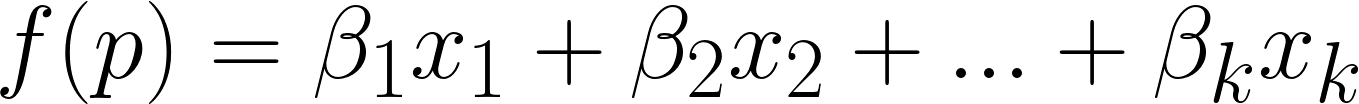 f(p) = β₁x₁ + β₂x₂ + ... + βₖxₖ